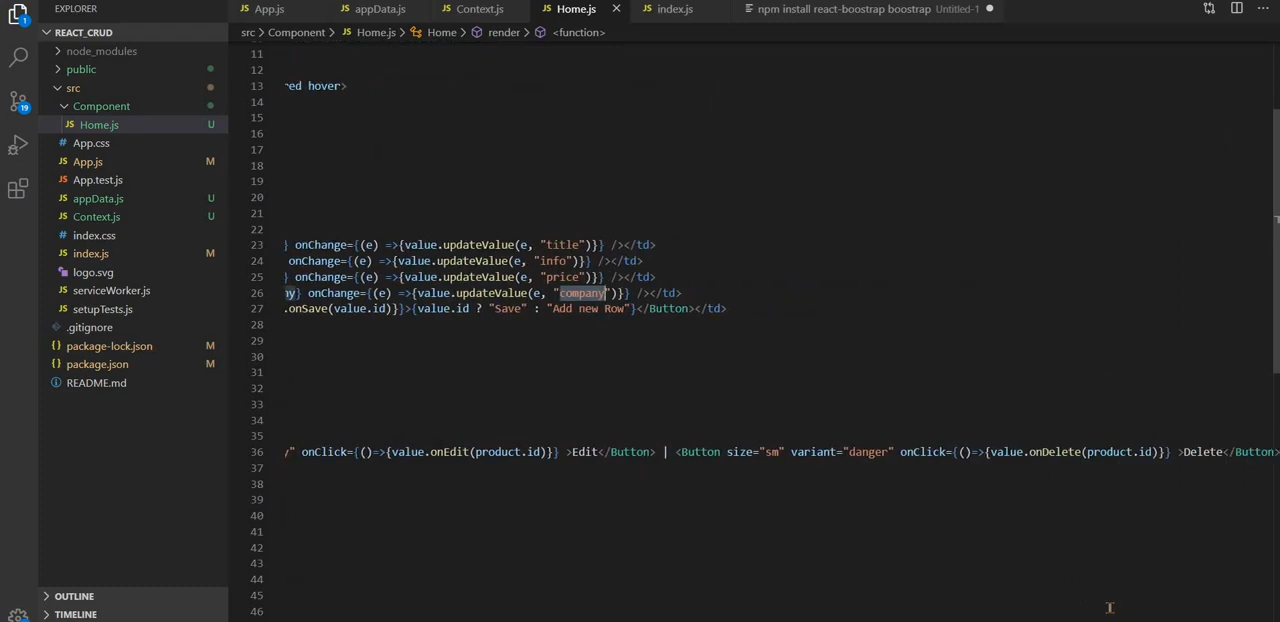 EXPLORER
App.js
appData.js
Context.js
Home.js
index.js
npm install react-boostrap boostrap Untitled-1
REACT_CRUD
src > Component > Home.js > Home > render > <function>
node_modules
public
src
Component
Home.js U
App.css
App.js M
App.test.js
appData.js U
Context.js U
index.css
index.js M
logo.svg
serviceWorker.js
setupTests.js
.gitignore
package-lock.json M
package.json M
README.md
OUTLINE
TIMELINE
1
19
11
12
13 red hover>
14
15
16
17
18
19
20
21
22
23 } onChange={(e) =>{value.updateValue(e, "title")}} /></td>
24 onChange={(e) =>{value.updateValue(e, "info")}} /></td>
25 } onChange={(e) =>{value.updateValue(e, "price")}} /></td>
26 ny} onChange={(e) =>{value.updateValue(e, "company")}} /></td>
27 .onSave(value.id)}}>{value.id ? "Save" : "Add new Row"}</Button></td>
28
29
30
31
32
33
34
35
36 y" onClick={()=>{value.onEdit(product.id)}} >Edit</Button> | <Button size="sm" variant="danger" onClick={()=>{value.onDelete(product.id)}} >Delete</Button>
37
38
39
40
41
42
43
44
45
46